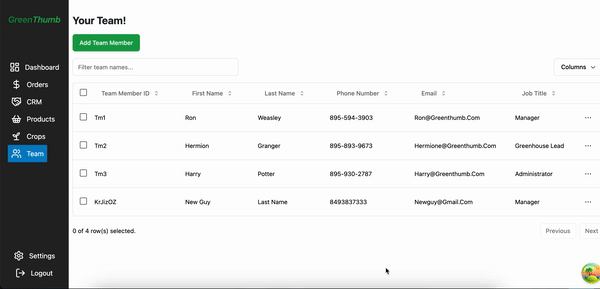 GreenThumb
Dashboard
Orders
CRM
Products
Crops
Team
Settings
Logout
Your Team!
Add Team Member
Filter team names...
Columns
Team Member ID First Name Last Name Phone Number Email Job Title
Tm1 Ron Weasley 895-594-3903 Ron@Greenthumb.Com Manager ...
Tm2 Hermion Granger 895-893-9673 Hermione@Greenthumb.Com Greenhouse Lead ...
Tm3 Harry Potter 895-930-2787 Harry@Greenthumb.Com Administrator ...
KrJizOZ New Guy Last Name 8493837333 Newguy@Gmail.Com Manager ...
0 of 4 row(s) selected.
Previous Next